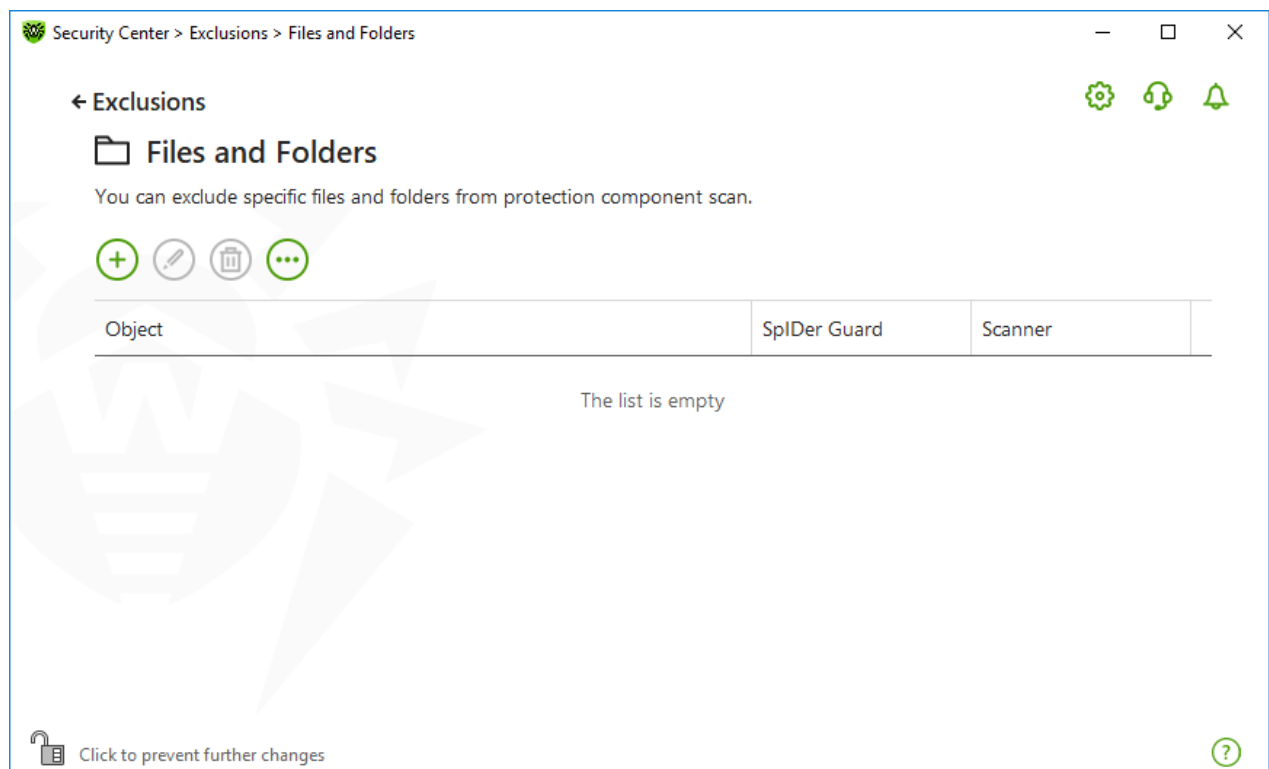 Security Center > Exclusions > Files and Folders
Exclusions
Files and Folders
You can exclude specific files and folders from protection component scan.
Object SpIDer Guard Scanner
The list is empty
Click to prevent further changes
?